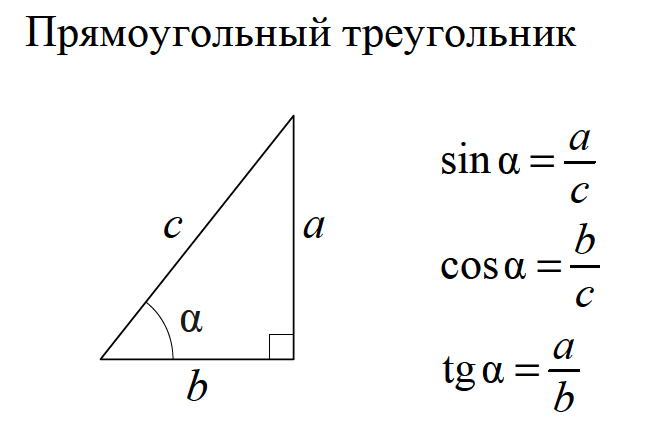 Прямоугольный треугольник
c
a
α
b
sin α = a/c
cos α = b/c
tg α = a/b